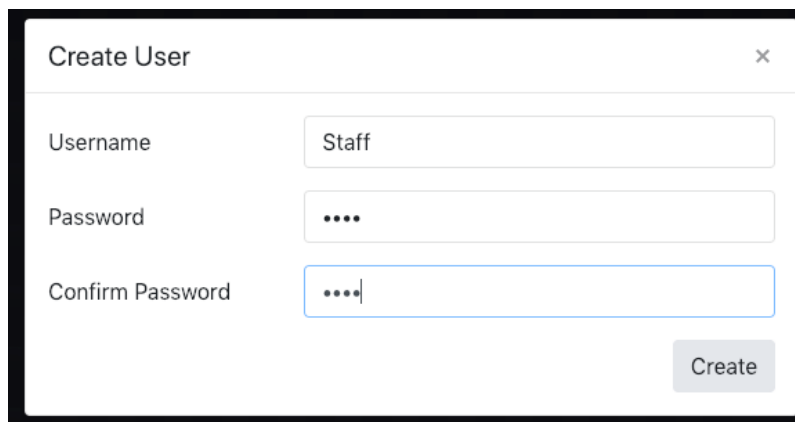 Create User ×
Username Staff
Password ••••
Confirm Password ••••
Create